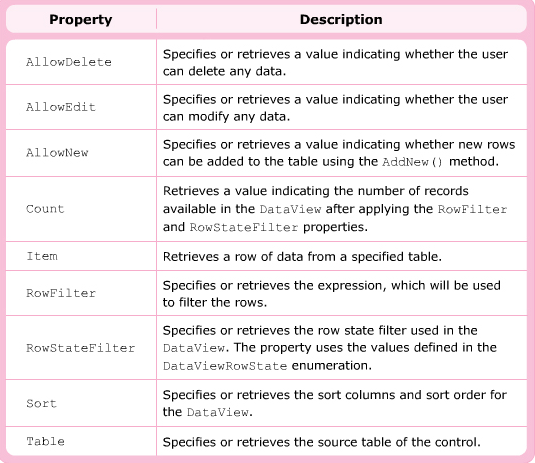 Property Description
AllowDelete Specifies or retrieves a value indicating whether the user
can delete any data.
AllowEdit Specifies or retrieves a value indicating whether the user
can modify any data.
AllowNew Specifies or retrieves a value indicating whether new rows
can be added to the table using the AddNew() method.
Count Retrieves a value indicating the number of records
available in the DataView after applying the RowFilter
and RowStateFilter properties.
Item Retrieves a row of data from a specified table.
RowFilter Specifies or retrieves the expression, which will be used
to filter the rows.
RowStateFilter Specifies or retrieves the row state filter used in the
DataView. The property uses the values defined in the
DataViewRowState enumeration.
Sort Specifies or retrieves the sort columns and sort order for
the DataView.
Table Specifies or retrieves the source table of the control.